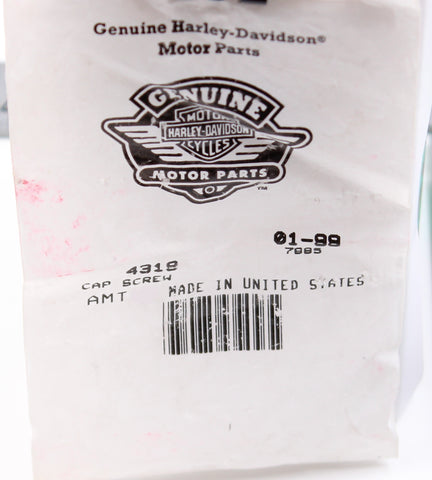 Genuine Harley-Davidson®
Motor Parts
GENUINE
MOTOR
HARLEY-DAVIDSON
CYCLES
MOTOR PARTS
™
01-99
7985
4319
CAP SCREW
MADE IN UNITED STATES
AMT